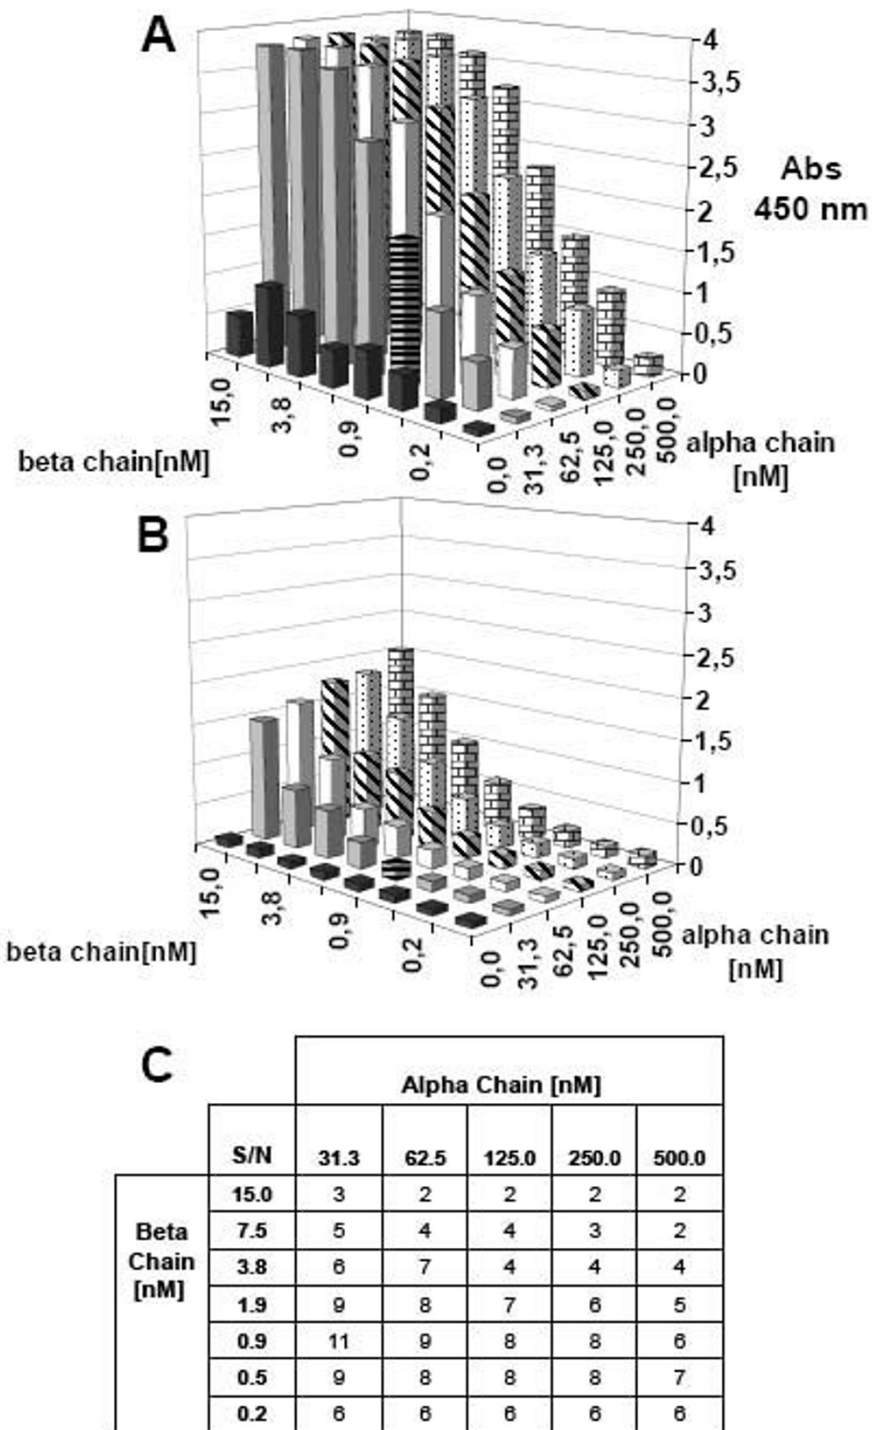 A
4
3,5
3
2,5
2
1,5
1
0,5
0
Abs
450 nm
15,0
3,8
0,9
0,2
beta chain[nM]
0,0
31,3
62,5
125,0
250,0
500,0
alpha chain
[nM]
B
4
3,5
3
2,5
2
1,5
1
0,5
0
15,0
3,8
0,9
0,2
beta chain[nM]
0,0
31,3
62,5
125,0
250,0
500,0
alpha chain
[nM]
C
Alpha Chain [nM]
S/N 31.3 62.5 125.0 250.0 500.0
Beta
Chain
[nM]
15.0 3 2 2 2 2
7.5 5 4 4 3 2
3.8 6 7 4 4 4
1.9 9 8 7 6 5
0.9 11 9 8 8 6
0.5 9 8 8 8 7
0.2 6 6 6 6 6